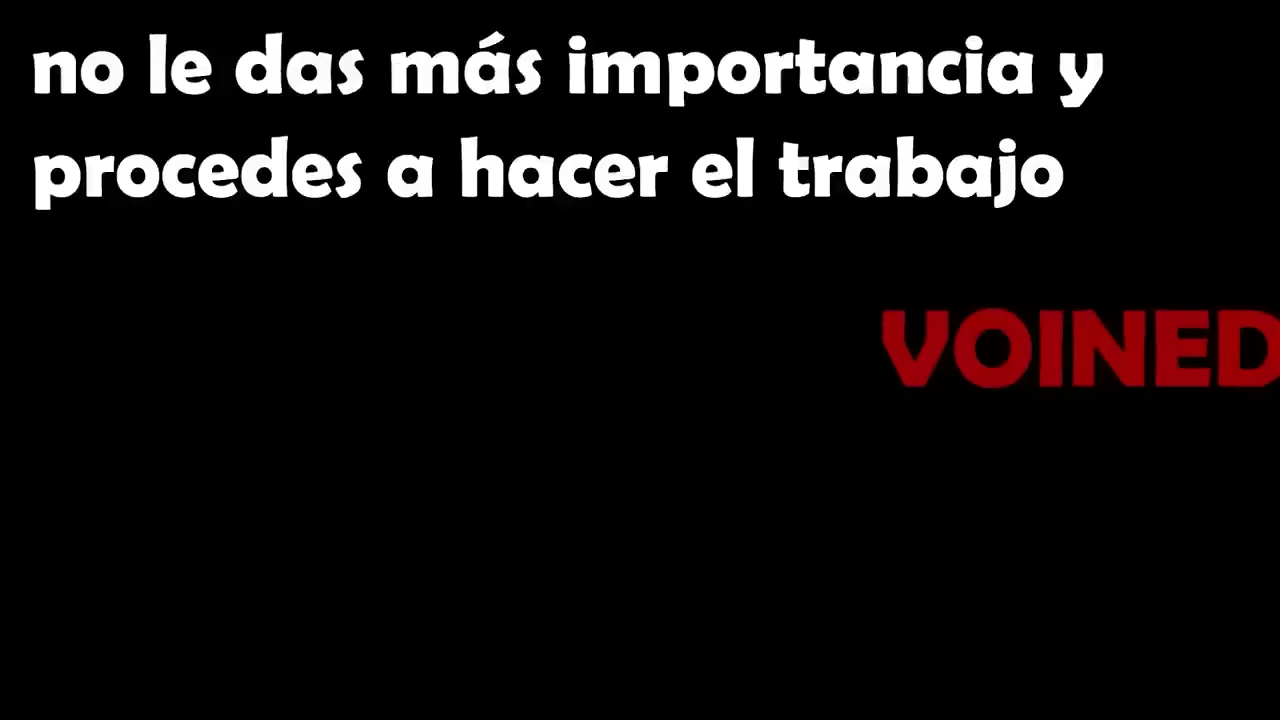 no le das más importancia y
procedes a hacer el trabajo
VOINED